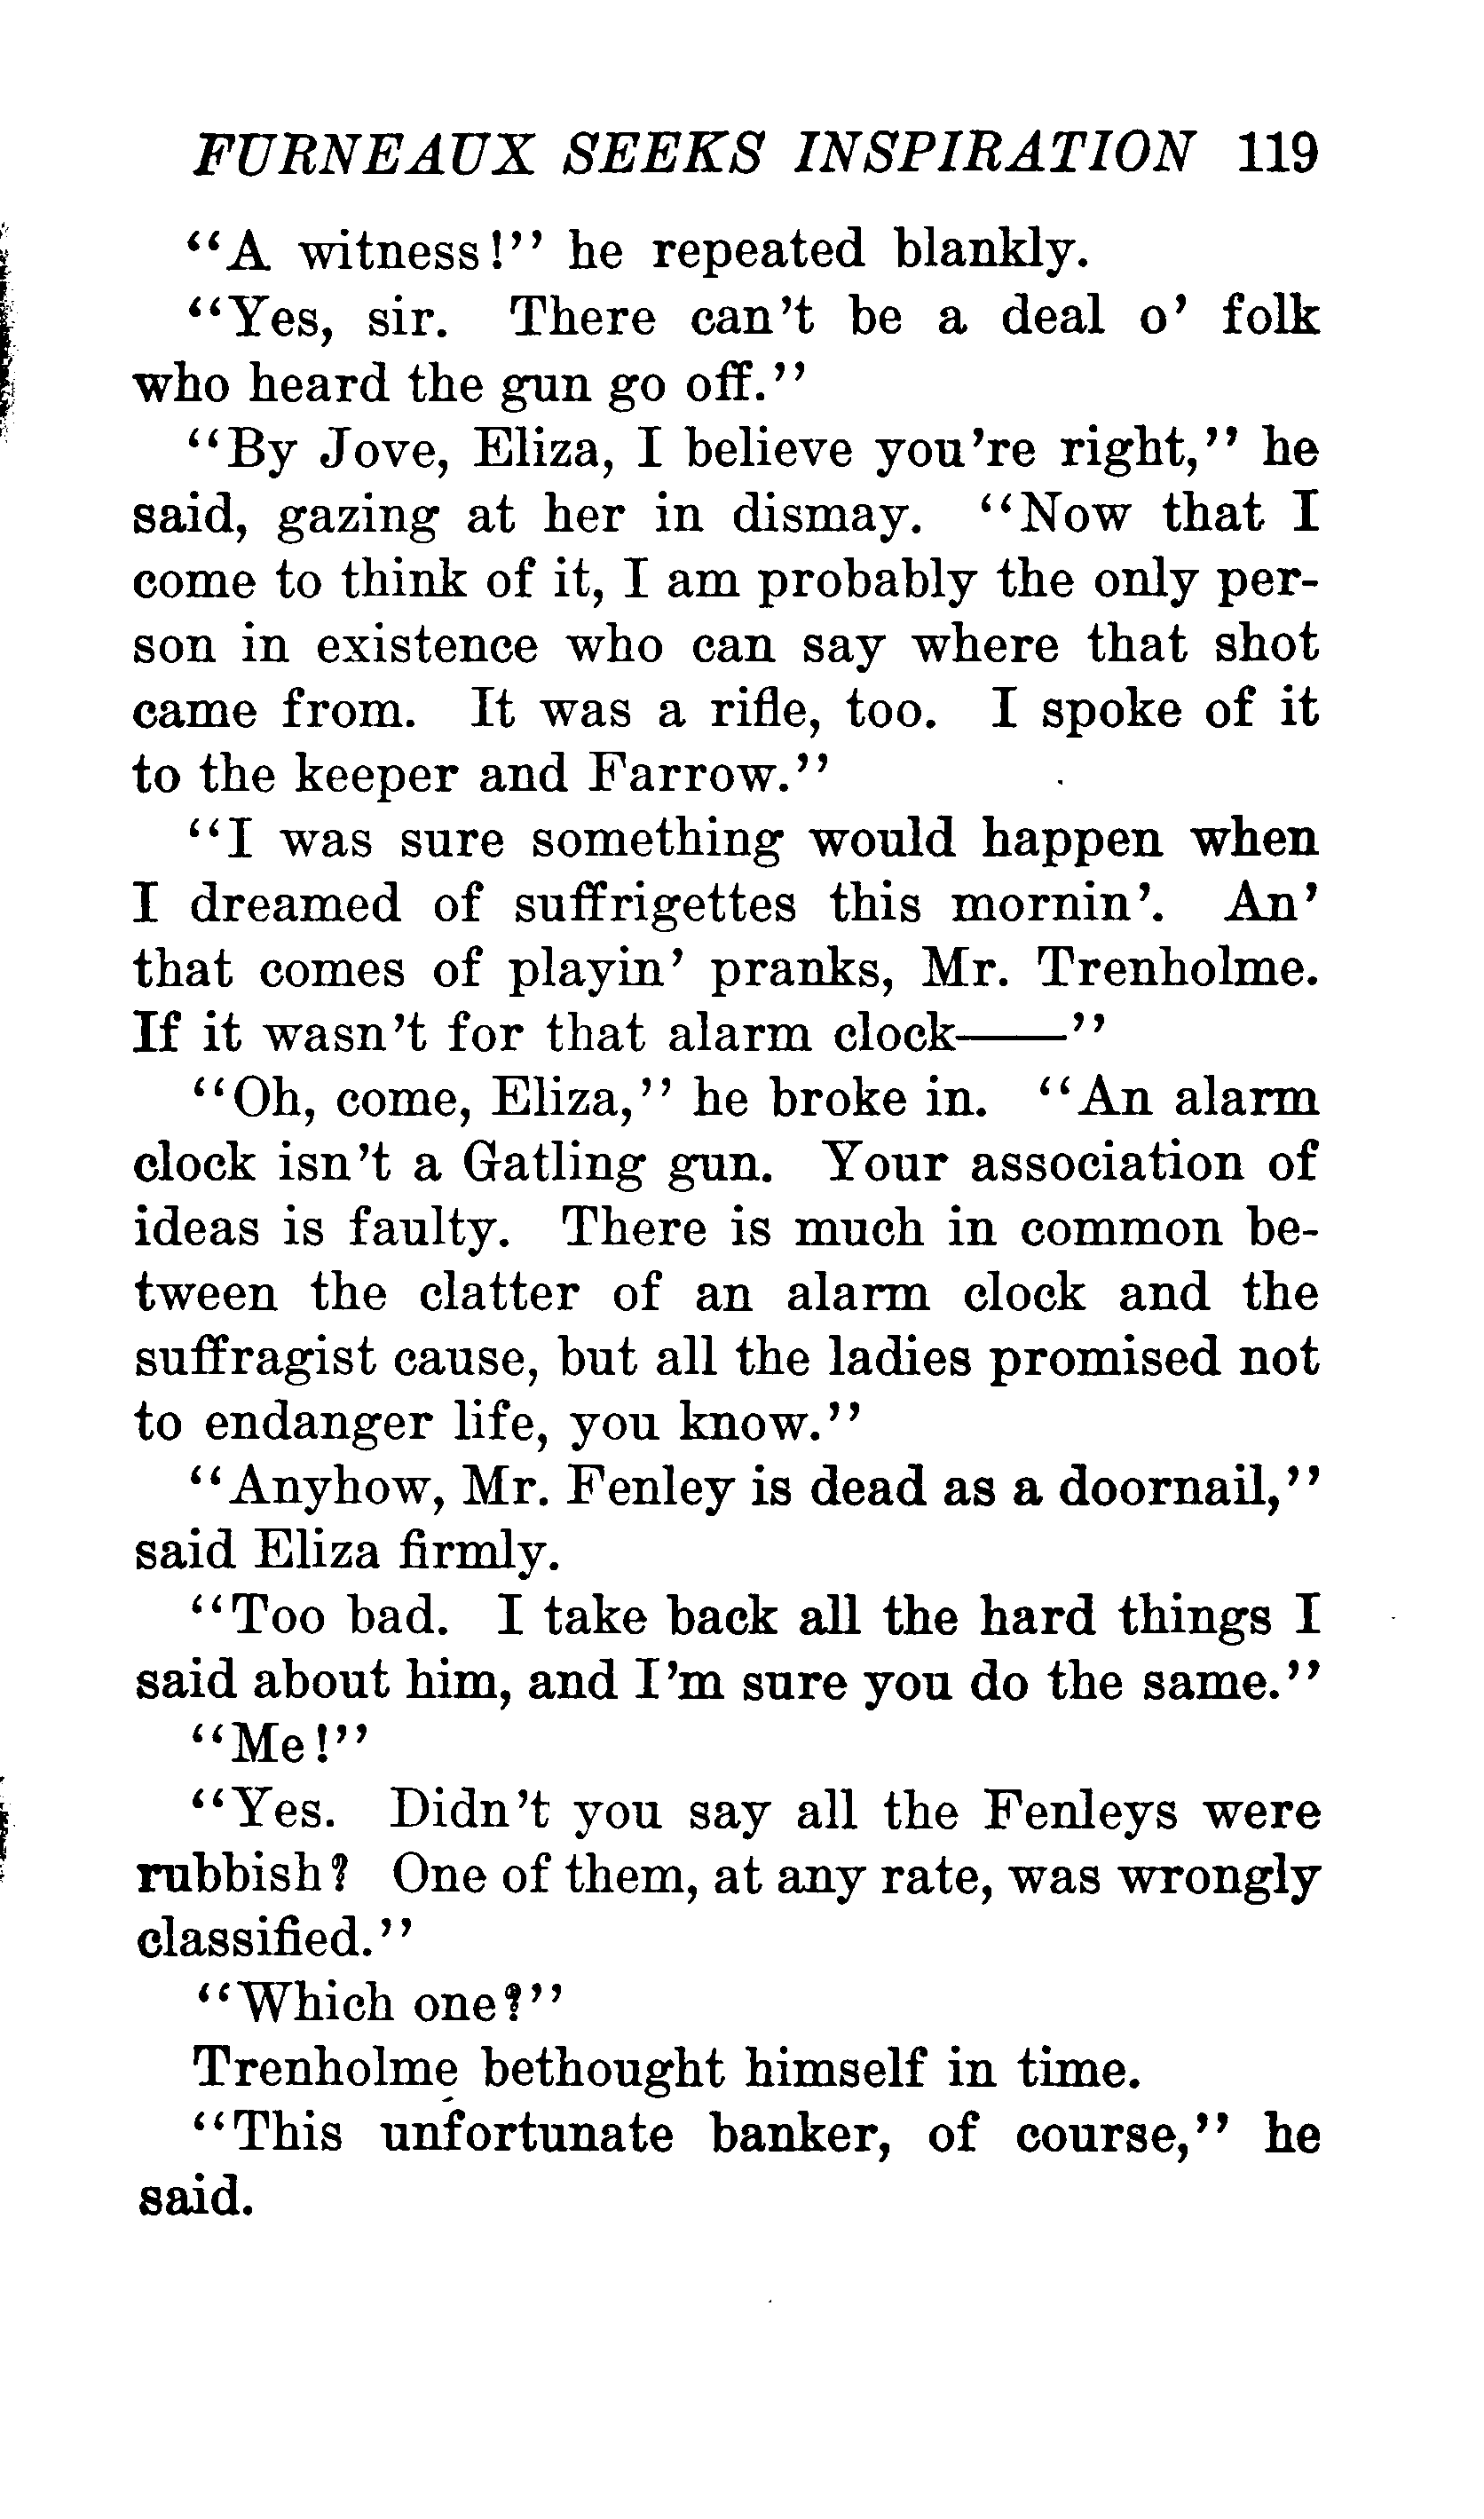 FURNEAUX SEEKS INSPIRATION 119
“A witness!” he repeated blankly.
“Yes, sir. There can't be a deal o' folk
who heard the gun go off.”
“By Jove, Eliza, I believe you're right,” he
said, gazing at her in dismay. “Now that I
come to think of it, I am probably the only per-
son in existence who can say where that shot
came from. It was a rifle, too. I spoke of it
to the keeper and Farrow.”
“I was sure something would happen when
I dreamed of suffrigettes this mornin'. An'
that comes of playin' pranks, Mr. Trenholme.
If it wasn't for that alarm clock——”
“Oh, come, Eliza,” he broke in. “An alarm
clock isn't a Gatling gun. Your association of
ideas is faulty. There is much in common be-
tween the clatter of an alarm clock and the
suffragist cause, but all the ladies promised not
to endanger life, you know.”
“Anyhow, Mr. Fenley is dead as a doornail,”
said Eliza firmly.
“Too bad. I take back all the hard things I
said about him, and I'm sure you do the same.”
“Me!”
“Yes. Didn't you say all the Fenleys were
rubbish? One of them, at any rate, was wrongly
classified.”
“Which one?”
Trenholme bethought himself in time.
“This unfortunate banker, of course,” he
said.